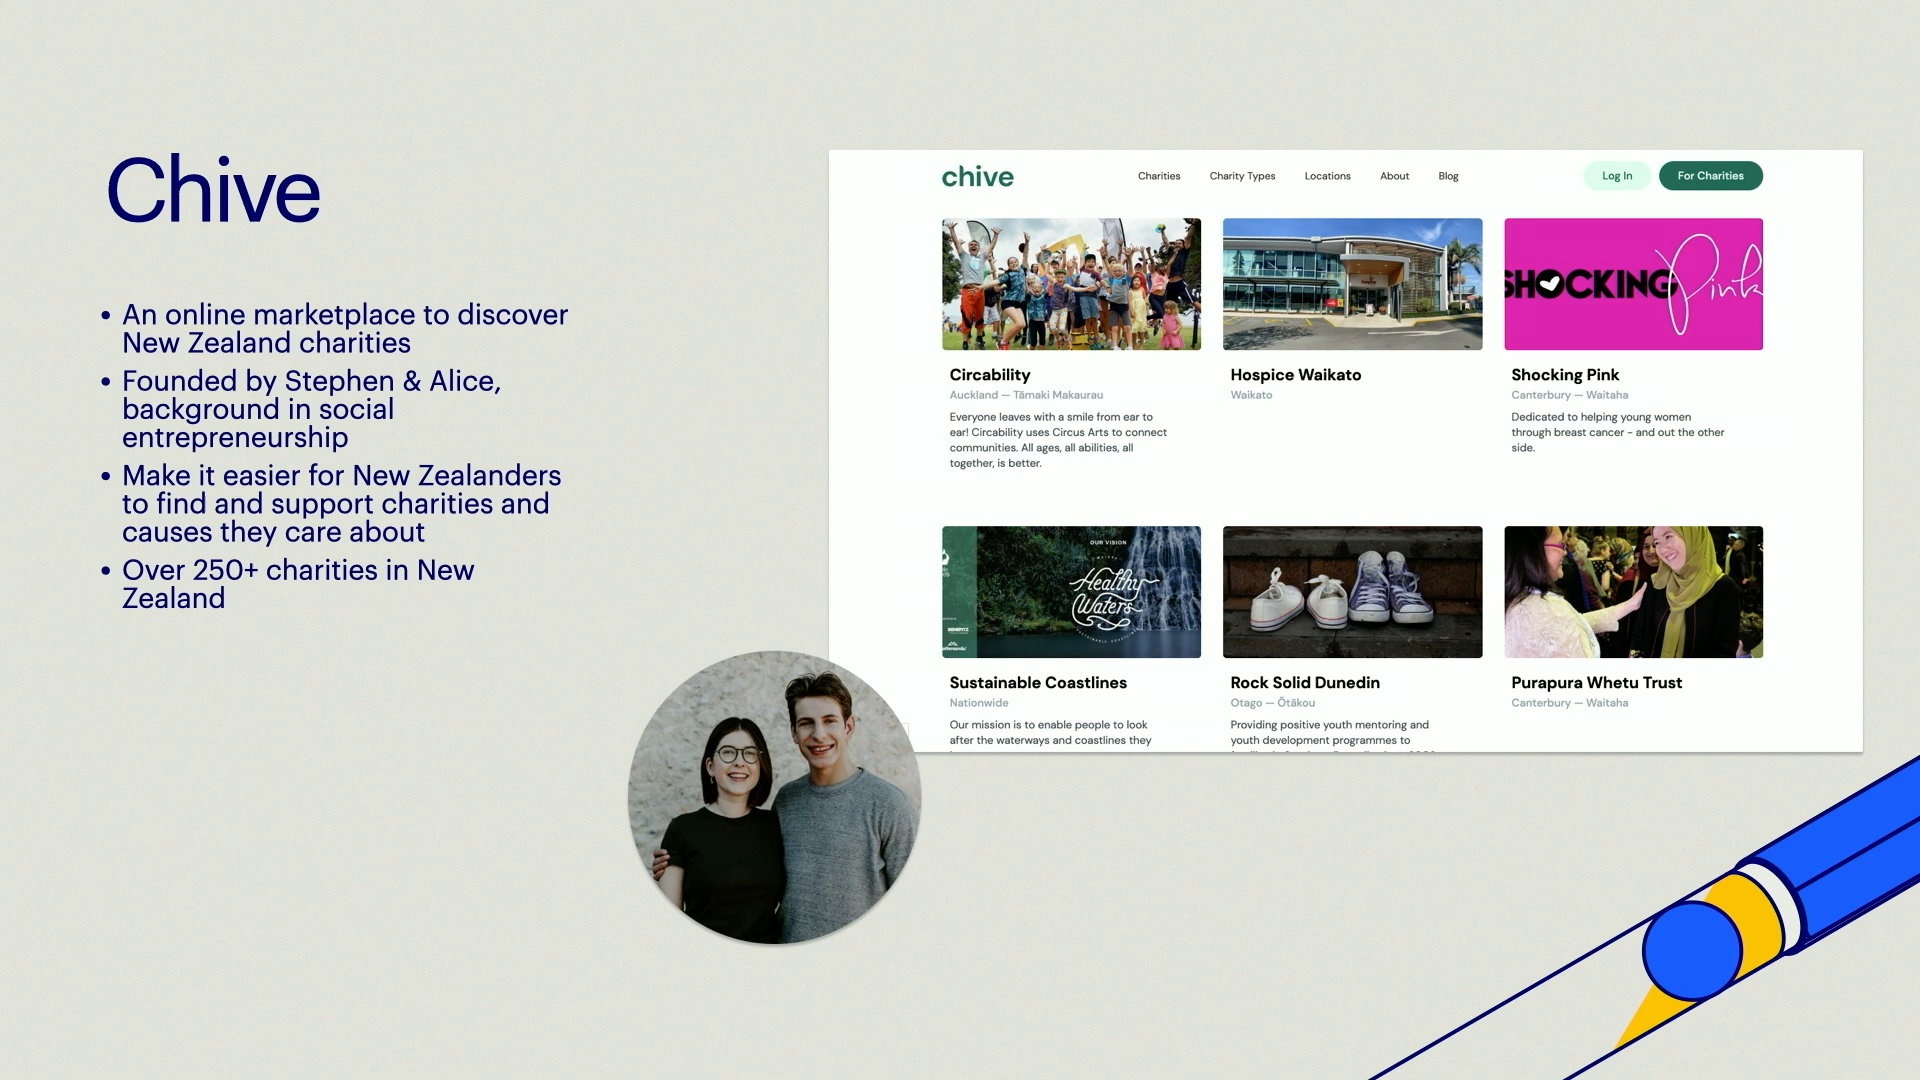 Chive
• An online marketplace to discover
New Zealand charities
• Founded by Stephen & Alice,
background in social
entrepreneurship
• Make it easier for New Zealanders
to find and support charities and
causes they care about
• Over 250+ charities in New
Zealand
chive
Charities
Charity Types
Locations
About
Blog
Log In
For Charities
SHOCKING Pink
Circability
Auckland — Tāmaki Makaurau
Everyone leaves with a smile from ear to
ear! Circability uses Circus Arts to connect
communities. All ages, all abilities, all
together, is better.
Hospice Waikato
Waikato
Shocking Pink
Canterbury — Waitaha
Dedicated to helping young women
through breast cancer - and out the other
side.
OUR VISION
Healthy
Waters
Sustainable Coastlines
Nationwide
Our mission is to enable people to look
after the waterways and coastlines they
Rock Solid Dunedin
Otago — Ōtākou
Providing positive youth mentoring and
youth development programmes to
Purapura Whetu Trust
Canterbury — Waitaha